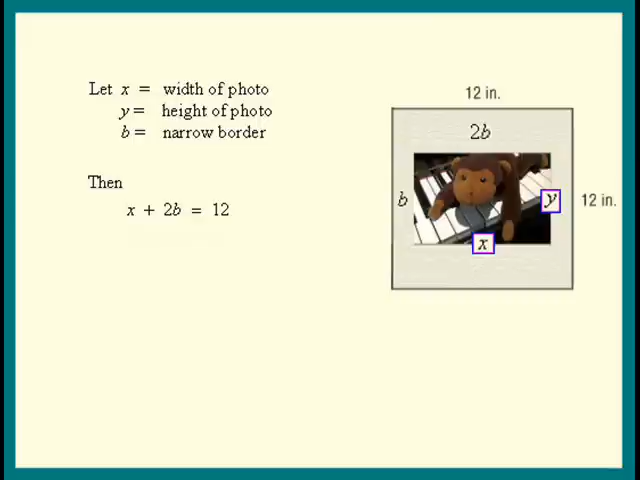 Let x = width of photo
y = height of photo
b = narrow border
Then
x + 2b = 12
12 in.
2b
b
y
12 in.
x